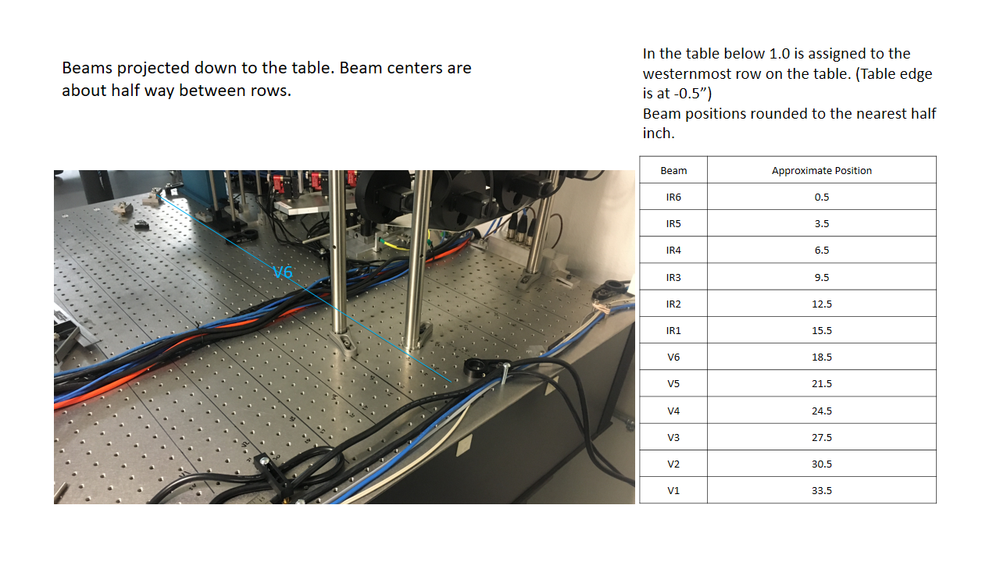 Beams projected down to the table. Beam centers are
about half way between rows.
In the table below 1.0 is assigned to the
westernmost row on the table. (Table edge
is at -0.5”)
Beam positions rounded to the nearest half
inch.
Beam Approximate Position
IR6 0.5
IR5 3.5
IR4 6.5
IR3 9.5
IR2 12.5
IR1 15.5
V6 18.5
V5 21.5
V4 24.5
V3 27.5
V2 30.5
V1 33.5
V6